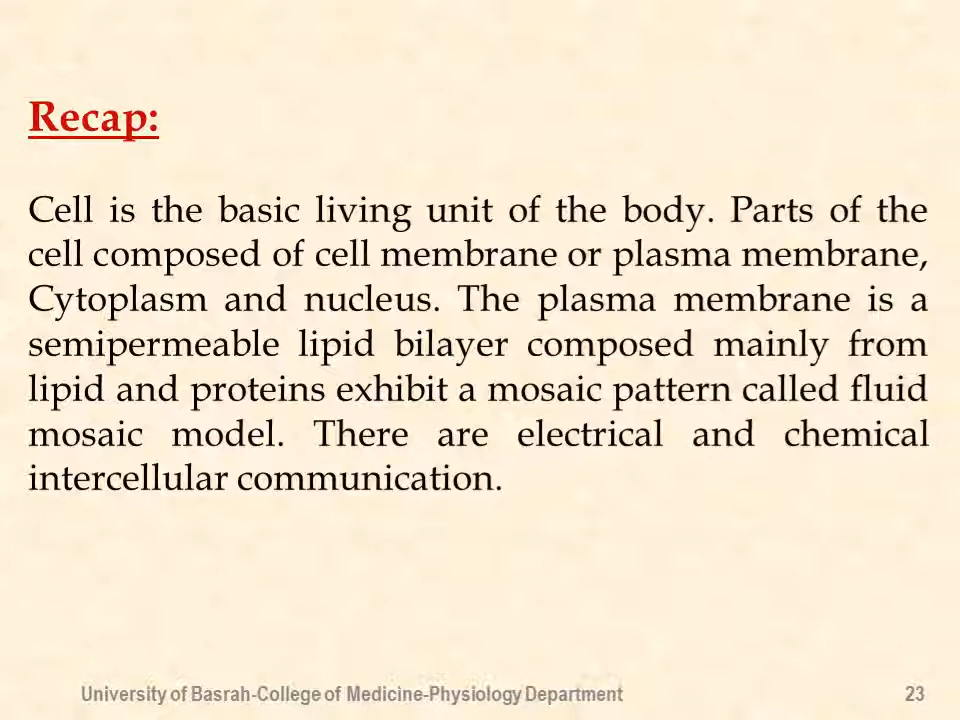 Recap:
Cell is the basic living unit of the body. Parts of the
cell composed of cell membrane or plasma membrane,
Cytoplasm and nucleus. The plasma membrane is a
semipermeable lipid bilayer composed mainly from
lipid and proteins exhibit a mosaic pattern called fluid
mosaic model. There are electrical and chemical
intercellular communication.
University of Basrah-College of Medicine-Physiology Department 23